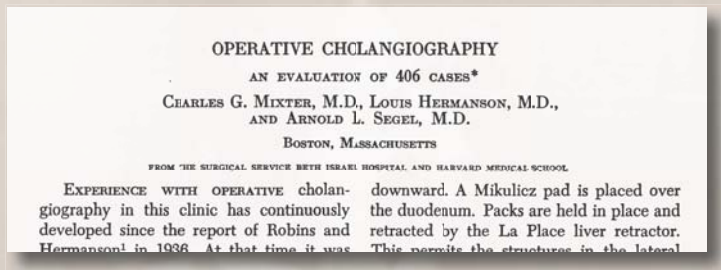 OPERATIVE CHOLANGIOGRAPHY
AN EVALUATION OF 406 CASES*
CHARLES G. MIXTER, M.D., LOUIS HERMANSON, M.D.,
AND ARNOLD L. SEGEL, M.D.
BOSTON, MASSACHUSETTS
FROM THE SURGICAL SERVICE BETH ISRAEL HOSPITAL AND HARVARD MEDICAL SCHOOL
EXPERIENCE WITH OPERATIVE cholan-
giography in this clinic has continuously
developed since the report of Robins and
Hermanson¹ in 1936. At that time it was
downward. A Mikulicz pad is placed over
the duodenum. Packs are held in place and
retracted by the La Place liver retractor.
This permits the structures in the lateral